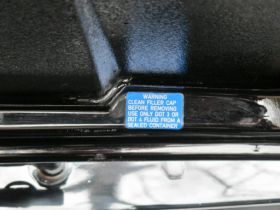 WARNING
CLEAN FILLER CAP
BEFORE REMOVING
USE ONLY DOT 3 OR
DOT 4 FLUID FROM A
SEALED CONTAINER